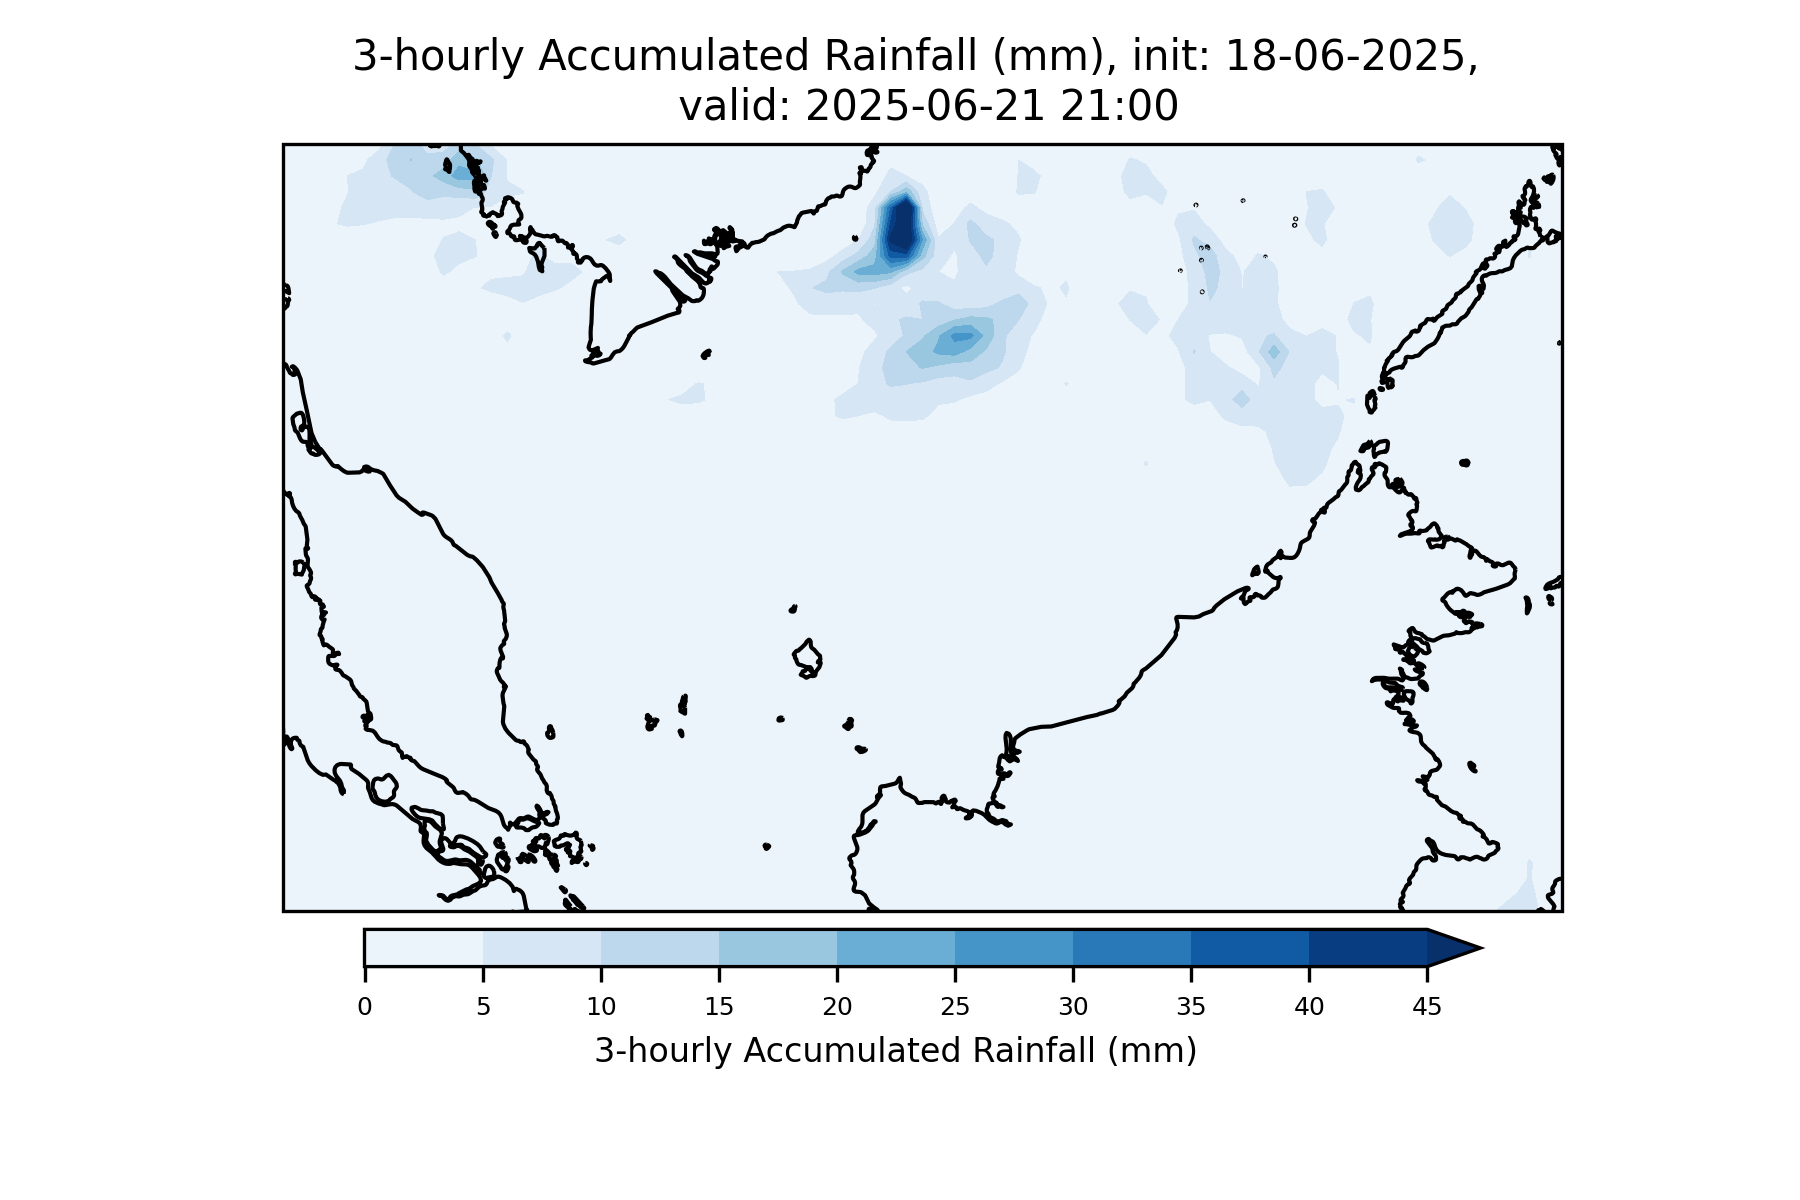 3-hourly Accumulated Rainfall (mm), init: 18-06-2025,
valid: 2025-06-21 21:00
0 5 10 15 20 25 30 35 40 45
3-hourly Accumulated Rainfall (mm)